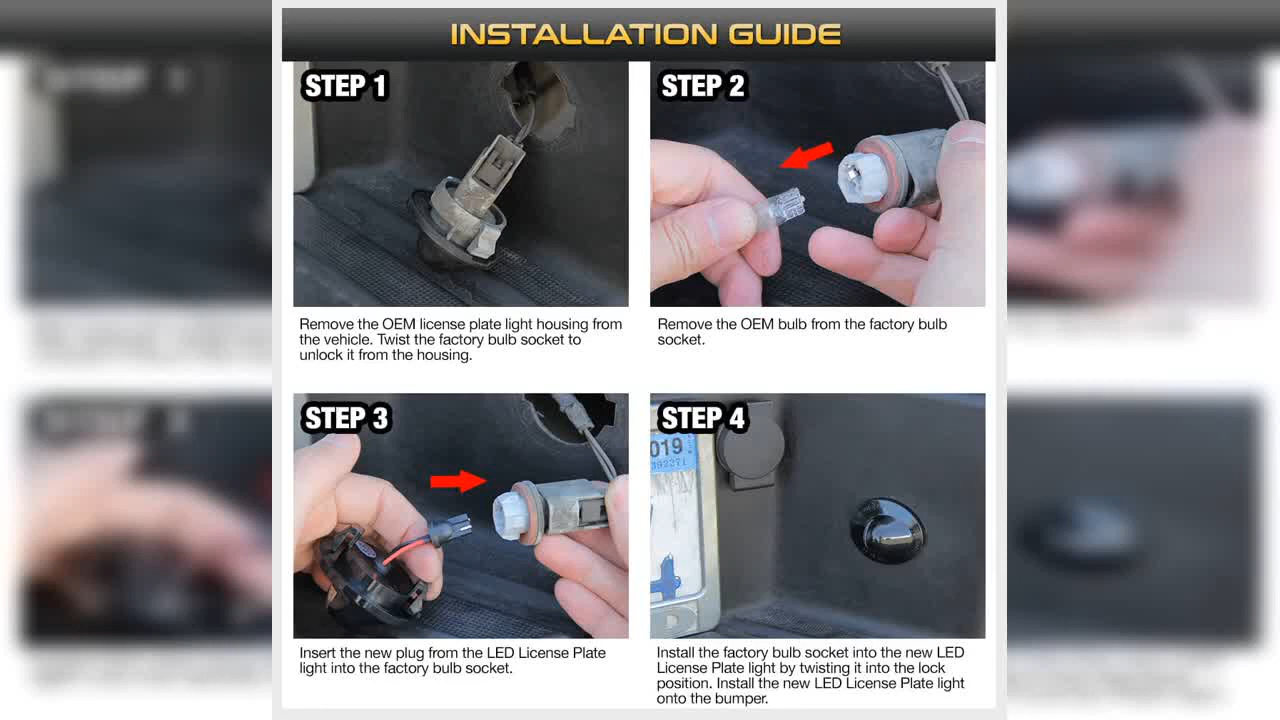 INSTALLATION GUIDE
STEP 1
STEP 2
Remove the OEM license plate light housing from
the vehicle. Twist the factory bulb socket to
unlock it from the housing.
Remove the OEM bulb from the factory bulb
socket.
STEP 3
STEP 4
019
Insert the new plug from the LED License Plate
light into the factory bulb socket.
Install the factory bulb socket into the new LED
License Plate light by twisting it into the lock
position. Install the new LED License Plate light
onto the bumper.